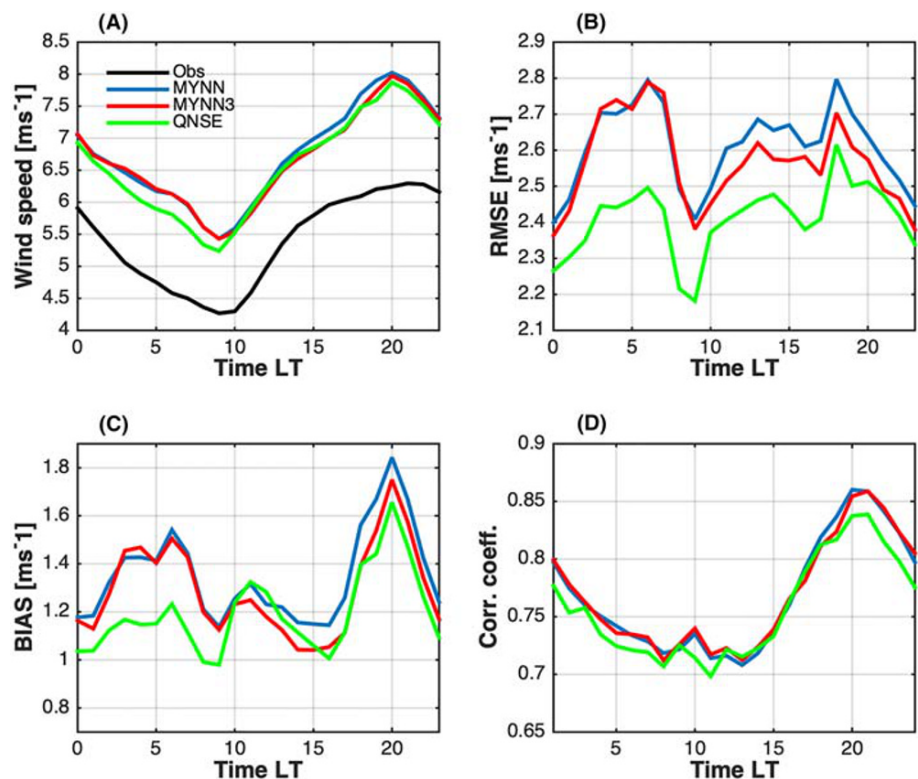 (A)
8.5
8
7.5
7
6.5
6
5.5
5
4.5
4
Wind speed [ms-1]
Obs
MYNN
MYNN3
QNSE
0 5 10 15 20
Time LT
(B)
2.9
2.8
2.7
2.6
2.5
2.4
2.3
2.2
2.1
RMSE [ms-1]
0 5 10 15 20
Time LT
(C)
1.8
1.6
1.4
1.2
1
0.8
BIAS [ms-1]
0 5 10 15 20
Time LT
(D)
0.9
0.85
0.8
0.75
0.7
0.65
Corr. coeff.
5 10 15 20
Time LT